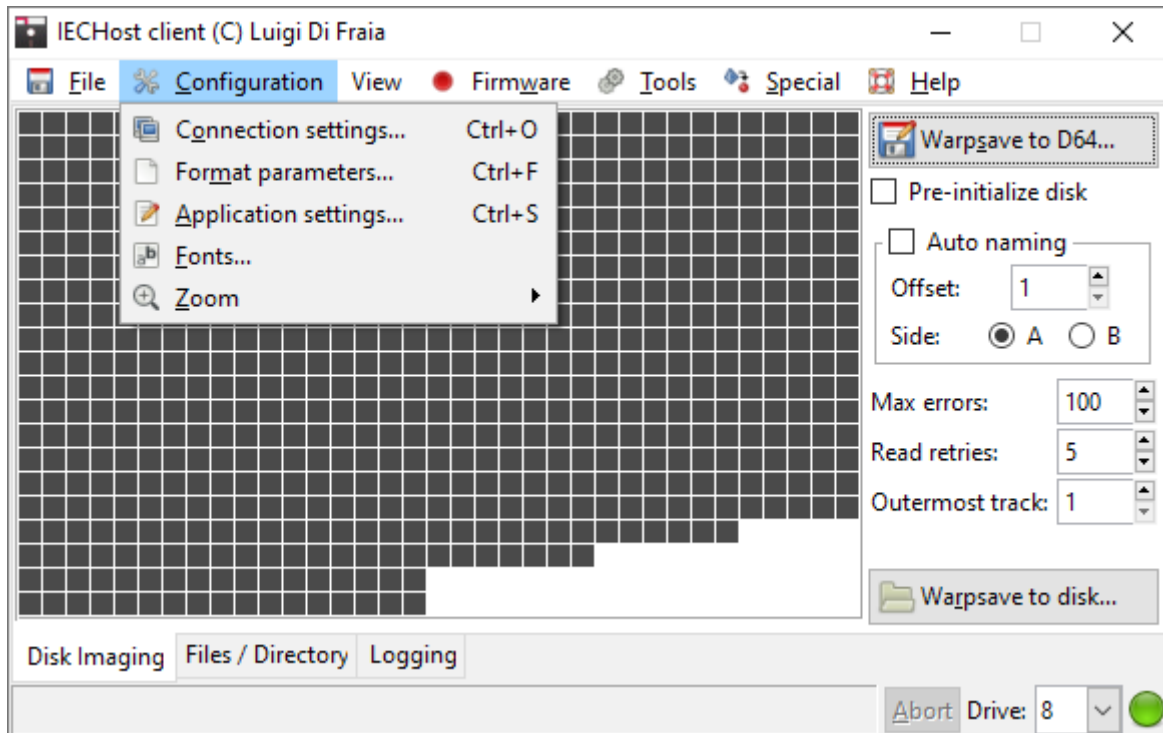 IECHost client (C) Luigi Di Fraia
File Configuration View Firmware Tools Special Help
Connection settings... Ctrl+O
Format parameters... Ctrl+F
Application settings... Ctrl+S
Fonts...
Zoom
Warpsave to D64...
Pre-initialize disk
Auto naming
Offset: 1
Side: A B
Max errors: 100
Read retries: 5
Outermost track: 1
Warpsave to disk...
Disk Imaging Files / Directory Logging
Abort Drive: 8